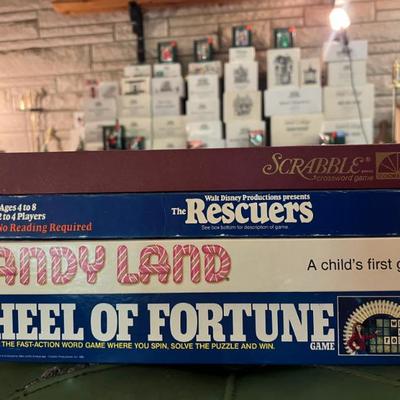 SCRABBLE®
crossword game
Ages 4 to 8
2 to 4 Players
No Reading Required
Walt Disney Productions presents
The Rescuers
See box bottom for description of game.
ANDY LAND
A child's first g
HEEL OF FORTUNE
GAME
THE FAST-ACTION WORD GAME WHERE YOU SPIN, SOLVE THE PUZZLE AND WIN.